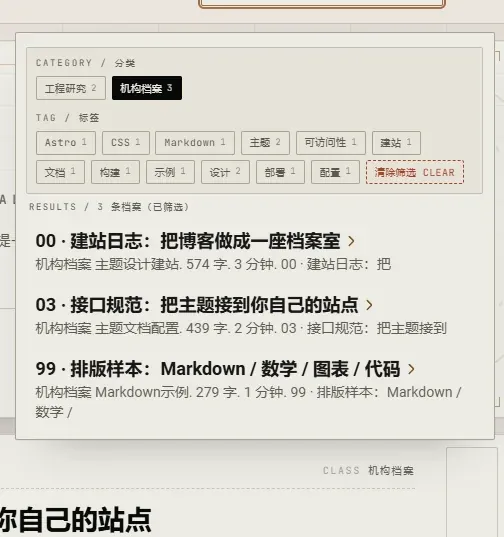 CATEGORY / 分类
工程研究 2 机构档案 3
TAG / 标签
Astro 1 CSS 1 Markdown 1 主题 2 可访问性 1 建站 1
文档 1 构建 1 示例 1 设计 2 部署 1 配置 1 清除筛选 CLEAR
RESULTS / 3 条档案（已筛选）
00 · 建站日志：把博客做成一座档案室 >
机构档案 主题设计建站. 574 字. 3 分钟. 00 · 建站日志：把
03 · 接口规范：把主题接到你自己的站点 >
机构档案 主题文档配置. 439 字. 2 分钟. 03 · 接口规范：把主题接到
99 · 排版样本：Markdown / 数学 / 图表 / 代码 >
机构档案 Markdown示例. 279 字. 1 分钟. 99 · 排版样本：Markdown /
数学 /
CLASS 机构档案
你自己的站点